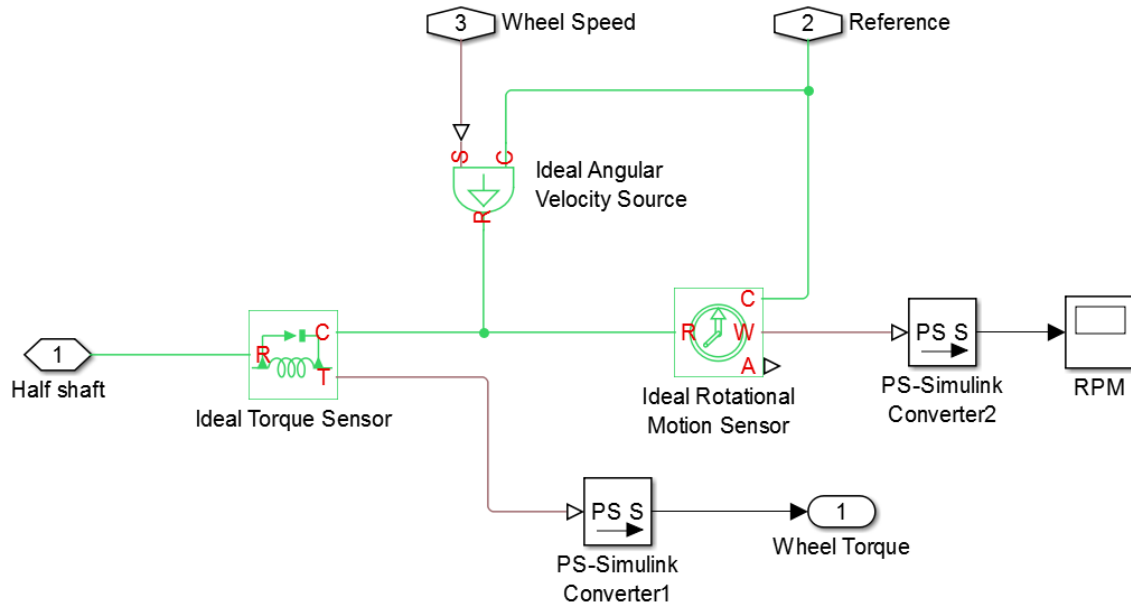 3
Wheel Speed
2
Reference
S
C
R
Ideal Angular
Velocity Source
1
Half shaft
R
C
T
Ideal Torque Sensor
R
C
W
A
Ideal Rotational
Motion Sensor
PS S
PS-Simulink
Converter2
RPM
PS S
PS-Simulink
Converter1
1
Wheel Torque